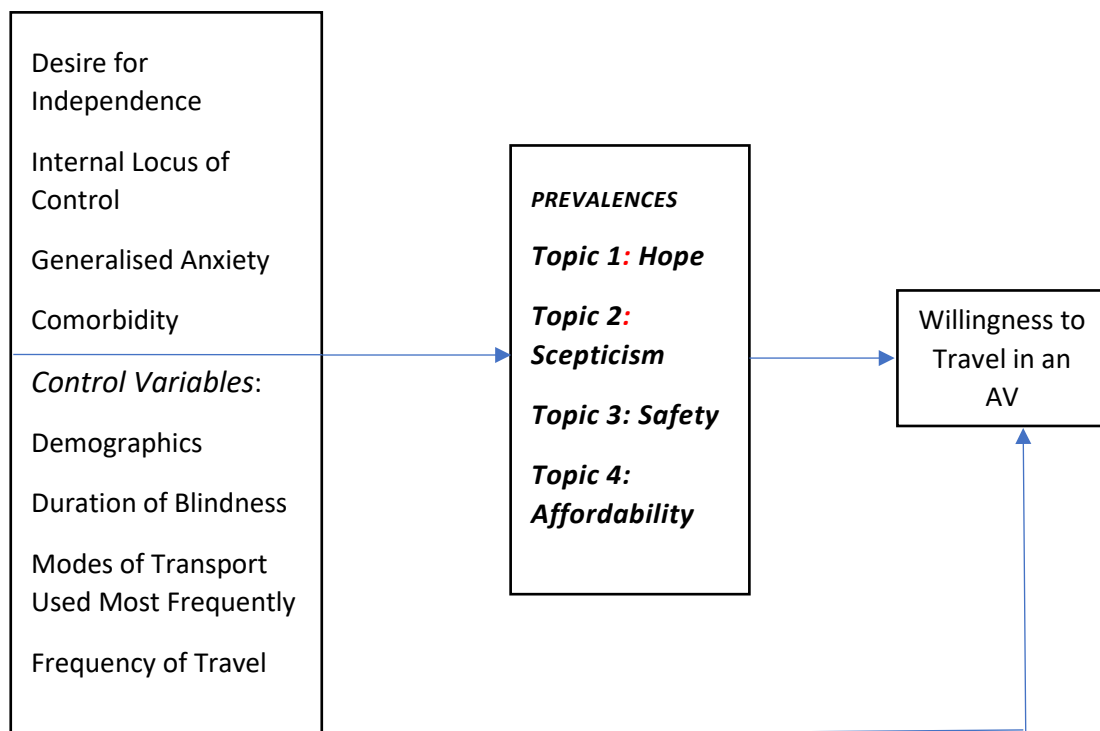 Desire for
Independence
Internal Locus of
Control
Generalised Anxiety
Comorbidity
Control Variables:
Demographics
Duration of Blindness
Modes of Transport
Used Most Frequently
Frequency of Travel
PREVALENCES
Topic 1: Hope
Topic 2:
Scepticism
Topic 3: Safety
Topic 4:
Affordability
Willingness to
Travel in an
AV